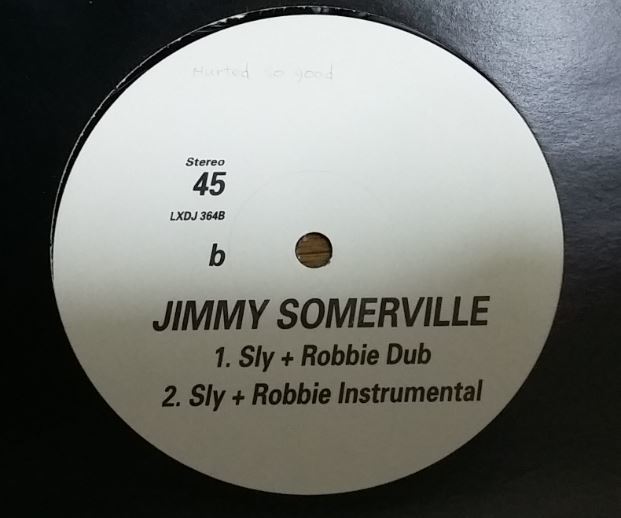 Hurted so good
Stereo
45
LXDJ 364B
b
JIMMY SOMERVILLE
1. Sly + Robbie Dub
2. Sly + Robbie Instrumental